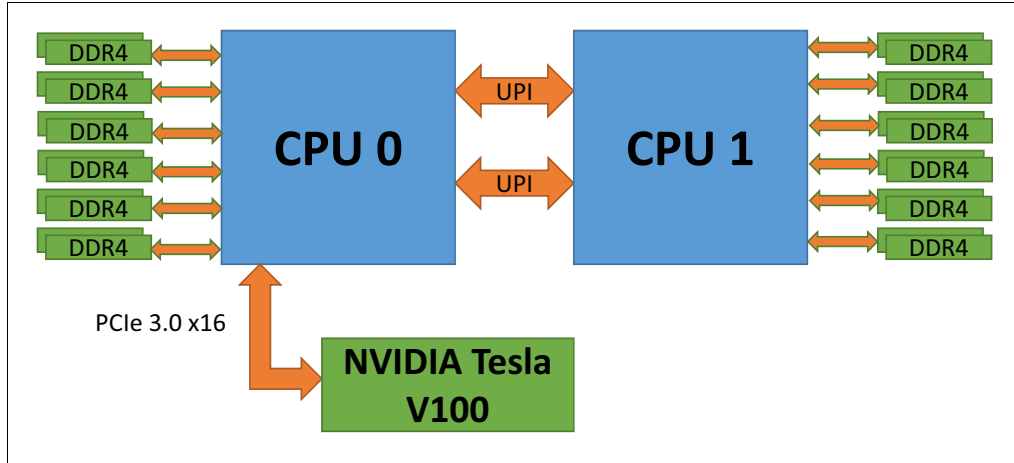 DDR4
DDR4
DDR4
DDR4
DDR4
DDR4
CPU 0
UPI
UPI
CPU 1
DDR4
DDR4
DDR4
DDR4
DDR4
DDR4
PCIe 3.0 x16
NVIDIA Tesla
V100